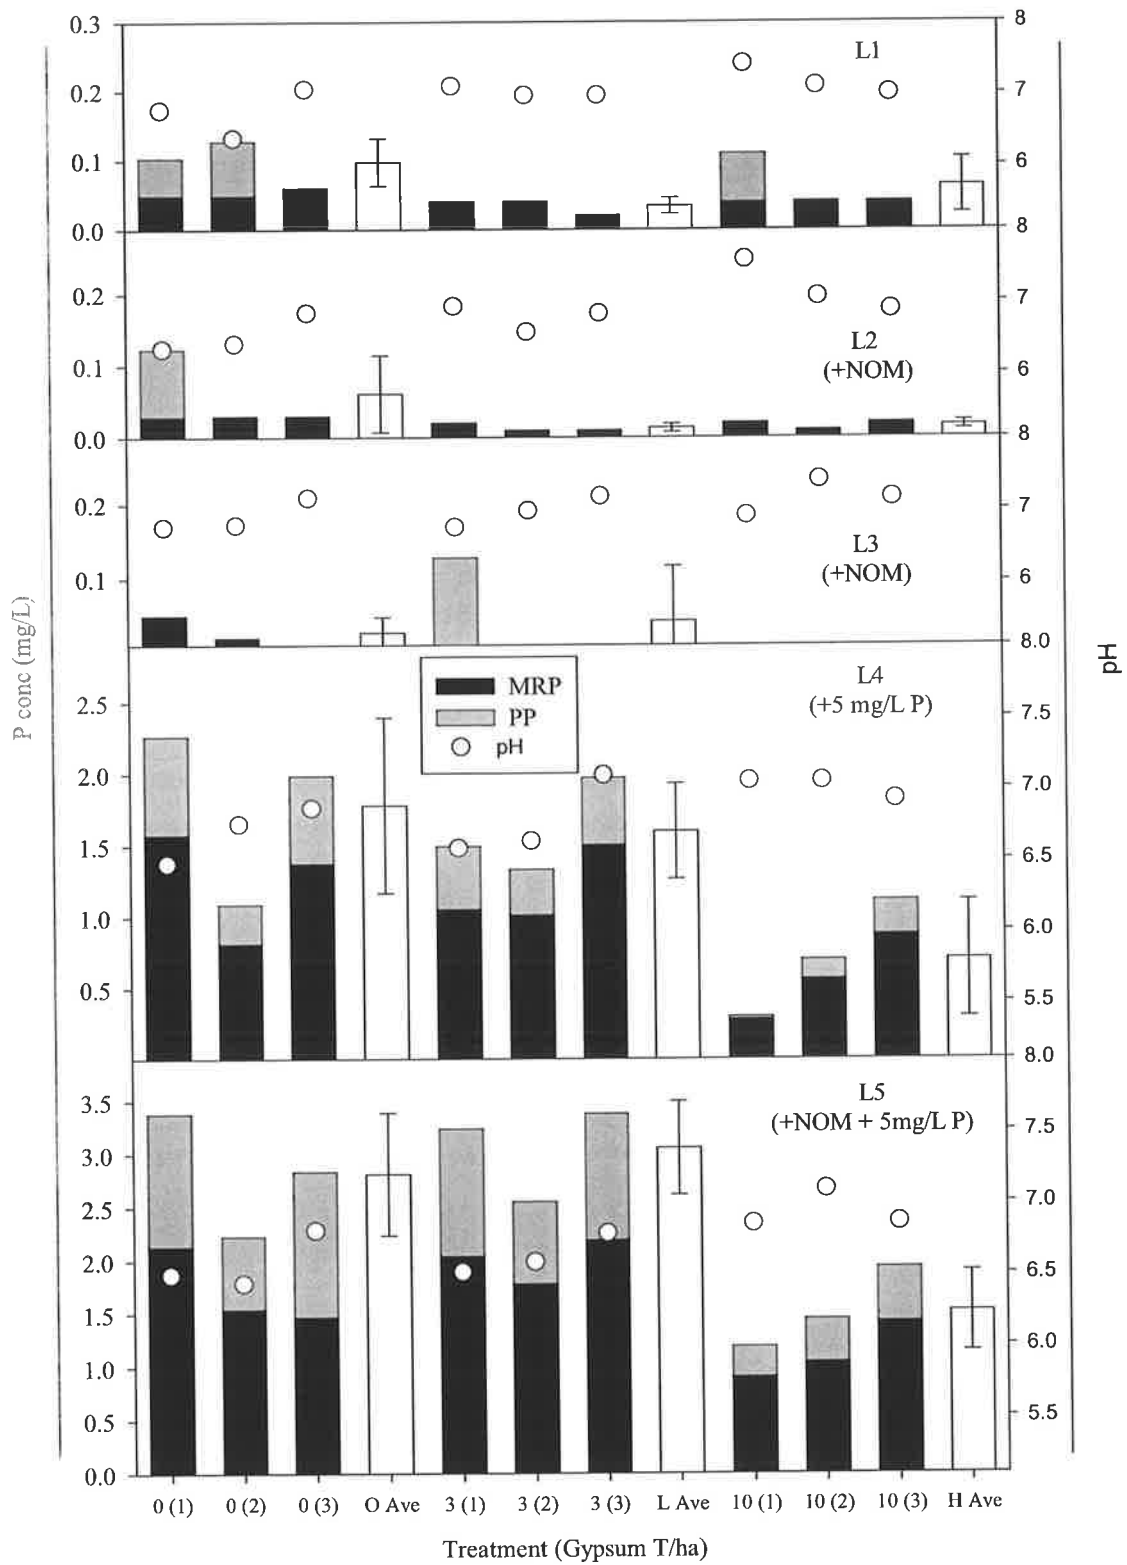 0.3
0.2
0.1
0.0
8
7
6
8
L1
0.2
0.1
0.0
7
6
8
L2
(+NOM)
0.2
0.1
7
6
8.0
L3
(+NOM)
P conc (mg/L)
pH
MRP
PP
pH
L4
(+5 mg/L P)
2.5
2.0
1.5
1.0
0.5
7.5
7.0
6.5
6.0
5.5
8.0
L5
(+NOM + 5mg/L P)
3.5
3.0
2.5
2.0
1.5
1.0
0.5
0.0
7.5
7.0
6.5
6.0
5.5
0 (1) 0 (2) 0 (3) O Ave 3 (1) 3 (2) 3 (3) L Ave 10 (1) 10 (2) 10 (3) H Ave
Treatment (Gypsum T/ha)